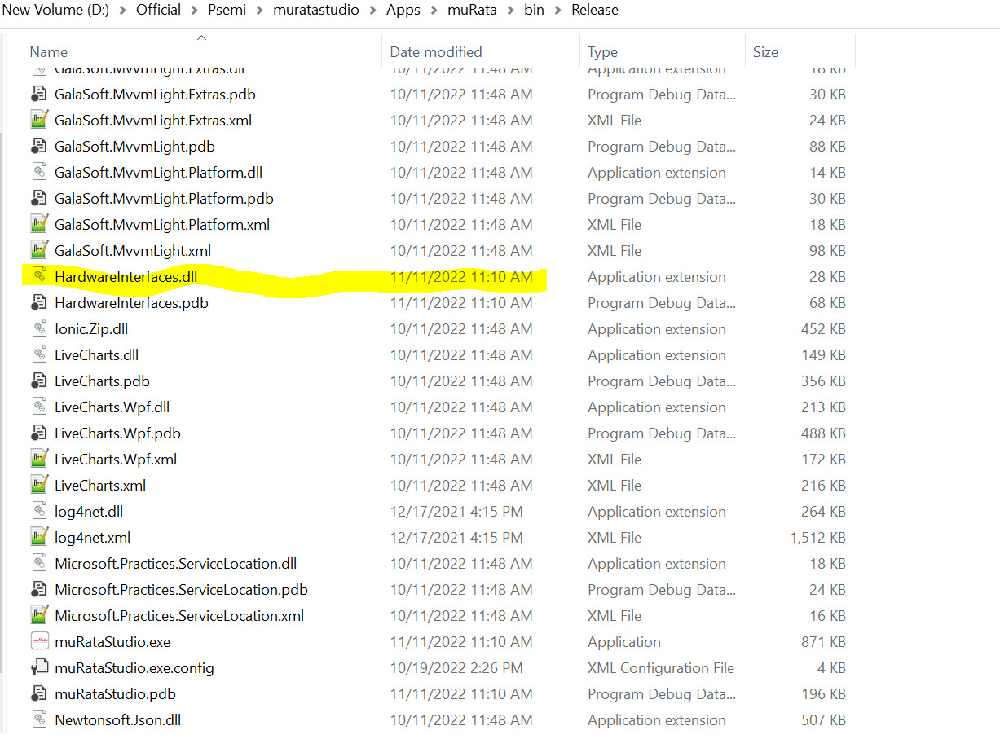 New Volume (D:) > Official > Psemi > muratastudio > Apps > muRata > bin > Release
Name Date modified Type Size
GalaSoft.MvvmLight.Extras.dll 10/11/2022 11:48 AM Application extension 18 KB
GalaSoft.MvvmLight.Extras.pdb 10/11/2022 11:48 AM Program Debug Data... 30 KB
GalaSoft.MvvmLight.Extras.xml 10/11/2022 11:48 AM XML File 24 KB
GalaSoft.MvvmLight.pdb 10/11/2022 11:48 AM Program Debug Data... 88 KB
GalaSoft.MvvmLight.Platform.dll 10/11/2022 11:48 AM Application extension 14 KB
GalaSoft.MvvmLight.Platform.pdb 10/11/2022 11:48 AM Program Debug Data... 30 KB
GalaSoft.MvvmLight.Platform.xml 10/11/2022 11:48 AM XML File 18 KB
GalaSoft.MvvmLight.xml 10/11/2022 11:48 AM XML File 98 KB
HardwareInterfaces.dll 11/11/2022 11:10 AM Application extension 28 KB
HardwareInterfaces.pdb 11/11/2022 11:10 AM Program Debug Data... 68 KB
Ionic.Zip.dll 10/11/2022 11:48 AM Application extension 452 KB
LiveCharts.dll 10/11/2022 11:48 AM Application extension 149 KB
LiveCharts.pdb 10/11/2022 11:48 AM Program Debug Data... 356 KB
LiveCharts.Wpf.dll 10/11/2022 11:48 AM Application extension 213 KB
LiveCharts.Wpf.pdb 10/11/2022 11:48 AM Program Debug Data... 488 KB
LiveCharts.Wpf.xml 10/11/2022 11:48 AM XML File 172 KB
LiveCharts.xml 10/11/2022 11:48 AM XML File 216 KB
log4net.dll 12/17/2021 4:15 PM Application extension 264 KB
log4net.xml 12/17/2021 4:15 PM XML File 1,512 KB
Microsoft.Practices.ServiceLocation.dll 10/11/2022 11:48 AM Application extension 18 KB
Microsoft.Practices.ServiceLocation.pdb 10/11/2022 11:48 AM Program Debug Data... 24 KB
Microsoft.Practices.ServiceLocation.xml 10/11/2022 11:48 AM XML File 16 KB
muRataStudio.exe 11/11/2022 11:10 AM Application 871 KB
muRataStudio.exe.config 10/19/2022 2:26 PM XML Configuration File 4 KB
muRataStudio.pdb 11/11/2022 11:10 AM Program Debug Data... 196 KB
Newtonsoft.Json.dll 10/11/2022 11:48 AM Application extension 507 KB